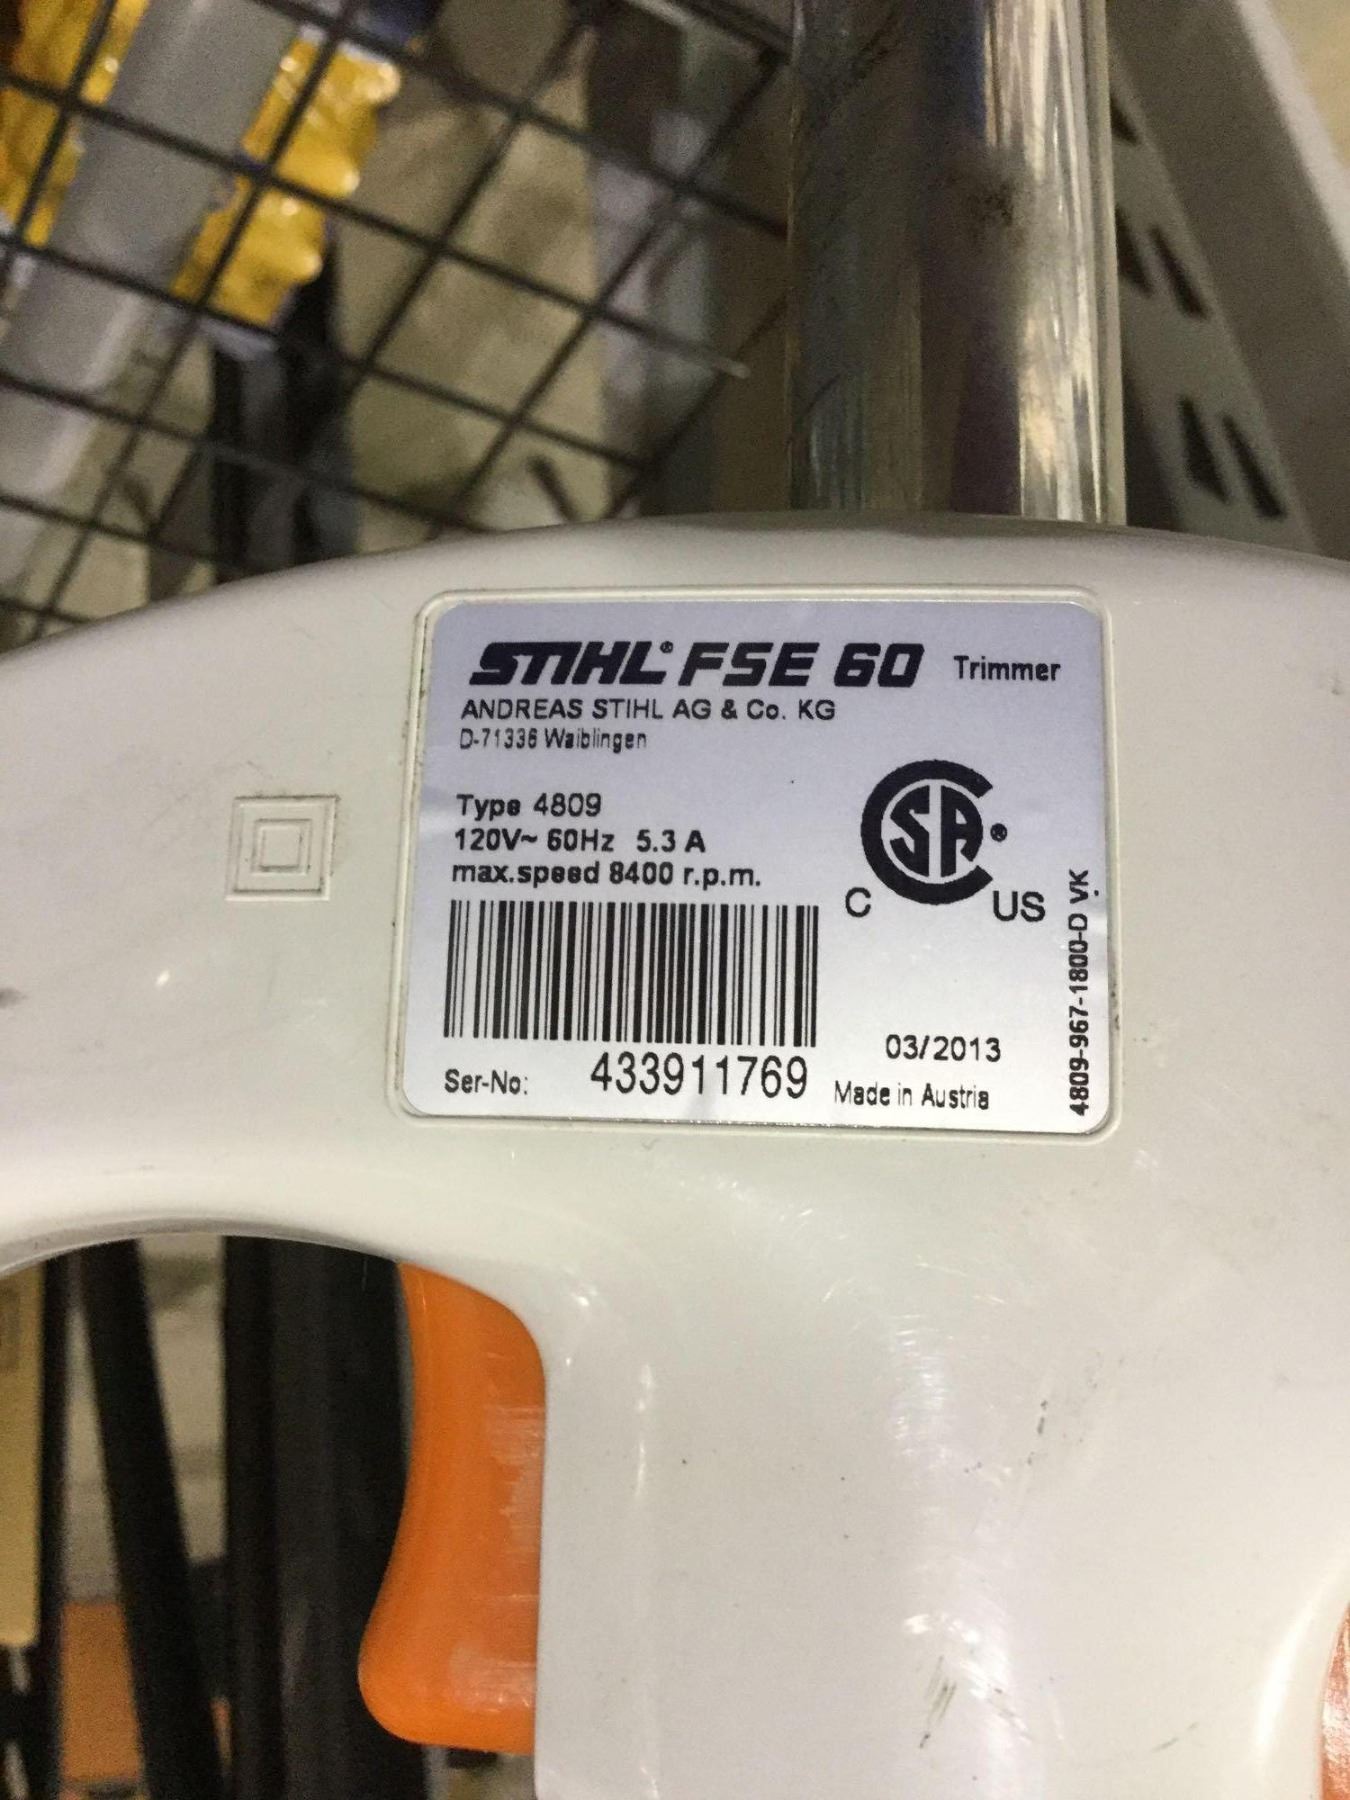 STIHL® FSE 60 Trimmer
ANDREAS STIHL AG & Co. KG
D-71336 Waiblingen
Type 4809
120V~ 60Hz 5.3 A
max.speed 8400 r.p.m.
CSA®
C US
4809-967-1800-D VK.
03/2013
Ser-No: 433911769
Made in Austria